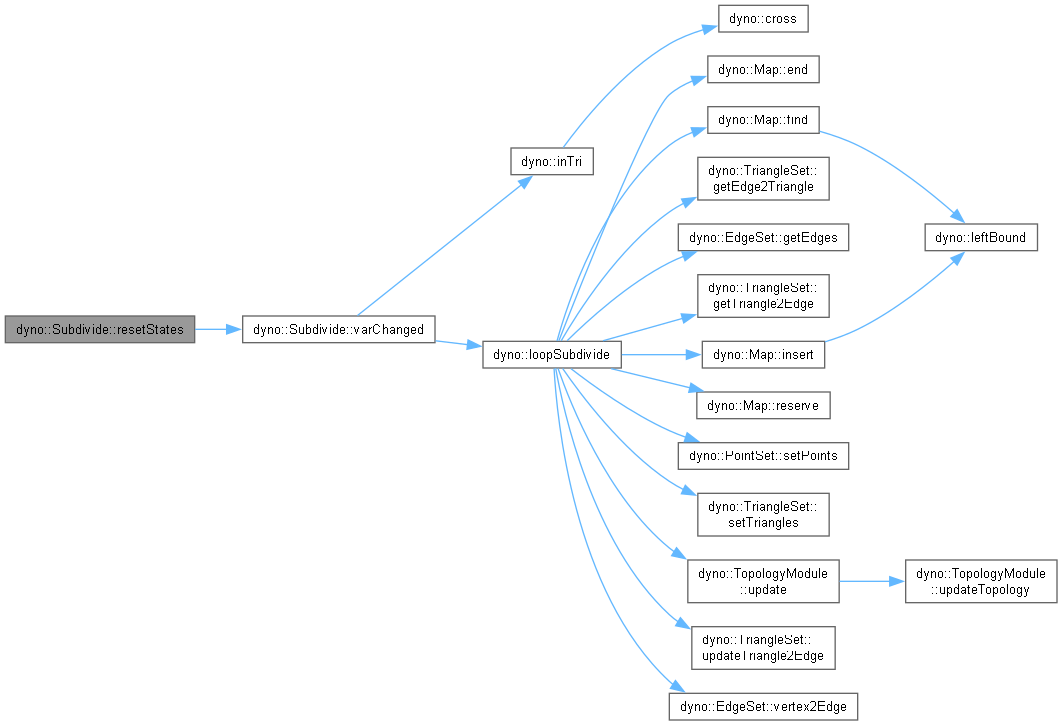 dyno::cross
dyno::Map::end
dyno::Map::find
dyno::inTri
dyno::TriangleSet::
getEdge2Triangle
dyno::EdgeSet::getEdges
dyno::leftBound
dyno::TriangleSet::
getTriangle2Edge
dyno::Subdivide::resetStates
dyno::Subdivide::varChanged
dyno::loopSubdivide
dyno::Map::insert
dyno::Map::reserve
dyno::PointSet::setPoints
dyno::TriangleSet::
setTriangles
dyno::TopologyModule
::update
dyno::TopologyModule
::updateTopology
dyno::TriangleSet::
updateTriangle2Edge
dyno::EdgeSet::vertex2Edge